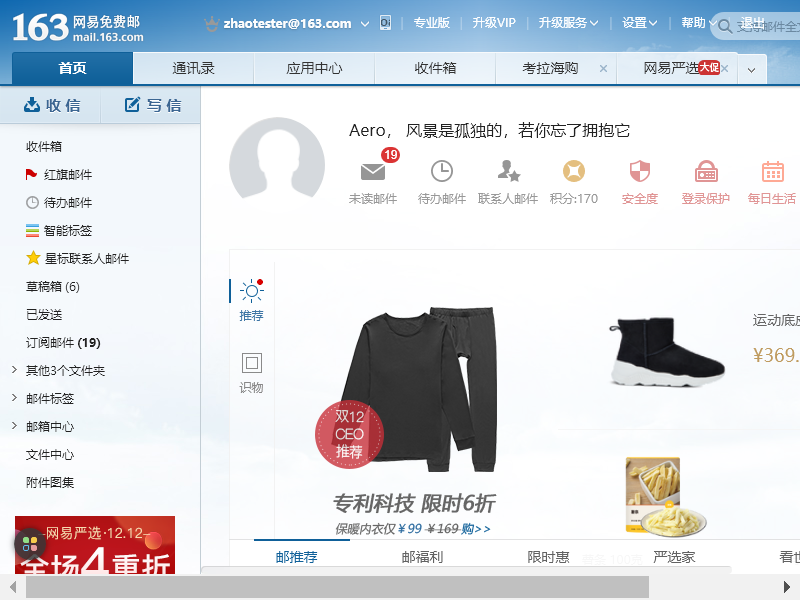 163 网易免费邮
mail.163.com
zhaotester@163.com
专业版
升级VIP
升级服务
设置
帮助
退出
支持邮件全文
首页
通讯录
应用中心
收件箱
考拉海购
网易严选
大促
收信
写信
收件箱
红旗邮件
待办邮件
智能标签
星标联系人邮件
草稿箱 (6)
已发送
订阅邮件 (19)
其他3个文件夹
邮件标签
邮箱中心
文件中心
附件图集
网易严选·12.12
全场4重折
Aero， 风景是孤独的，若你忘了拥抱它
19
未读邮件
待办邮件
联系人邮件
积分:170
安全度
登录保护
每日生活
推荐
识物
双12
CEO
推荐
专利科技 限时6折
保暖内衣仅￥99 ￥169 购>>
运动底皮
¥369.
邮推荐
邮福利
限时惠
严选家
看世